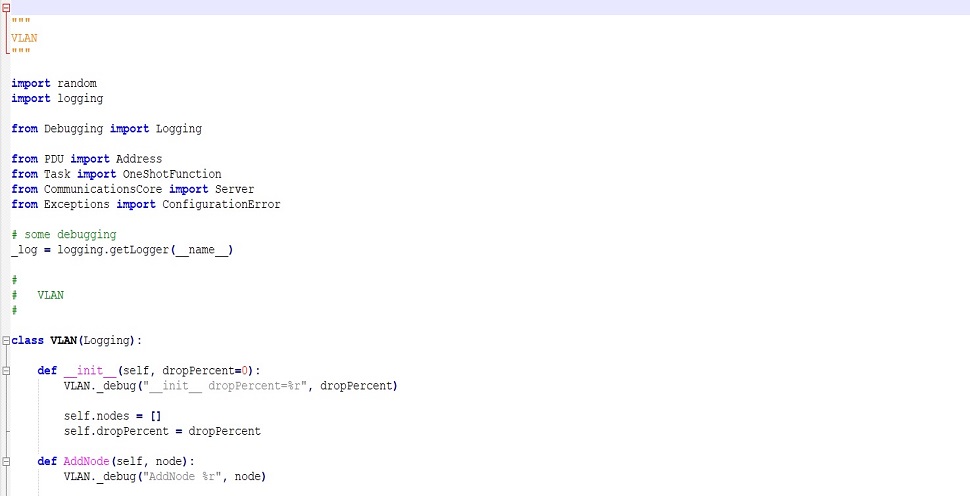 """
VLAN
"""
import random
import logging
from Debugging import Logging
from PDU import Address
from Task import OneShotFunction
from CommunicationsCore import Server
from Exceptions import ConfigurationError
# some debugging
_log = logging.getLogger(__name__)
#
#   VLAN
#
class VLAN(Logging):
    def __init__(self, dropPercent=0):
        VLAN._debug("__init__ dropPercent=%r", dropPercent)
        self.nodes = []
        self.dropPercent = dropPercent
    def AddNode(self, node):
        VLAN._debug("AddNode %r", node)